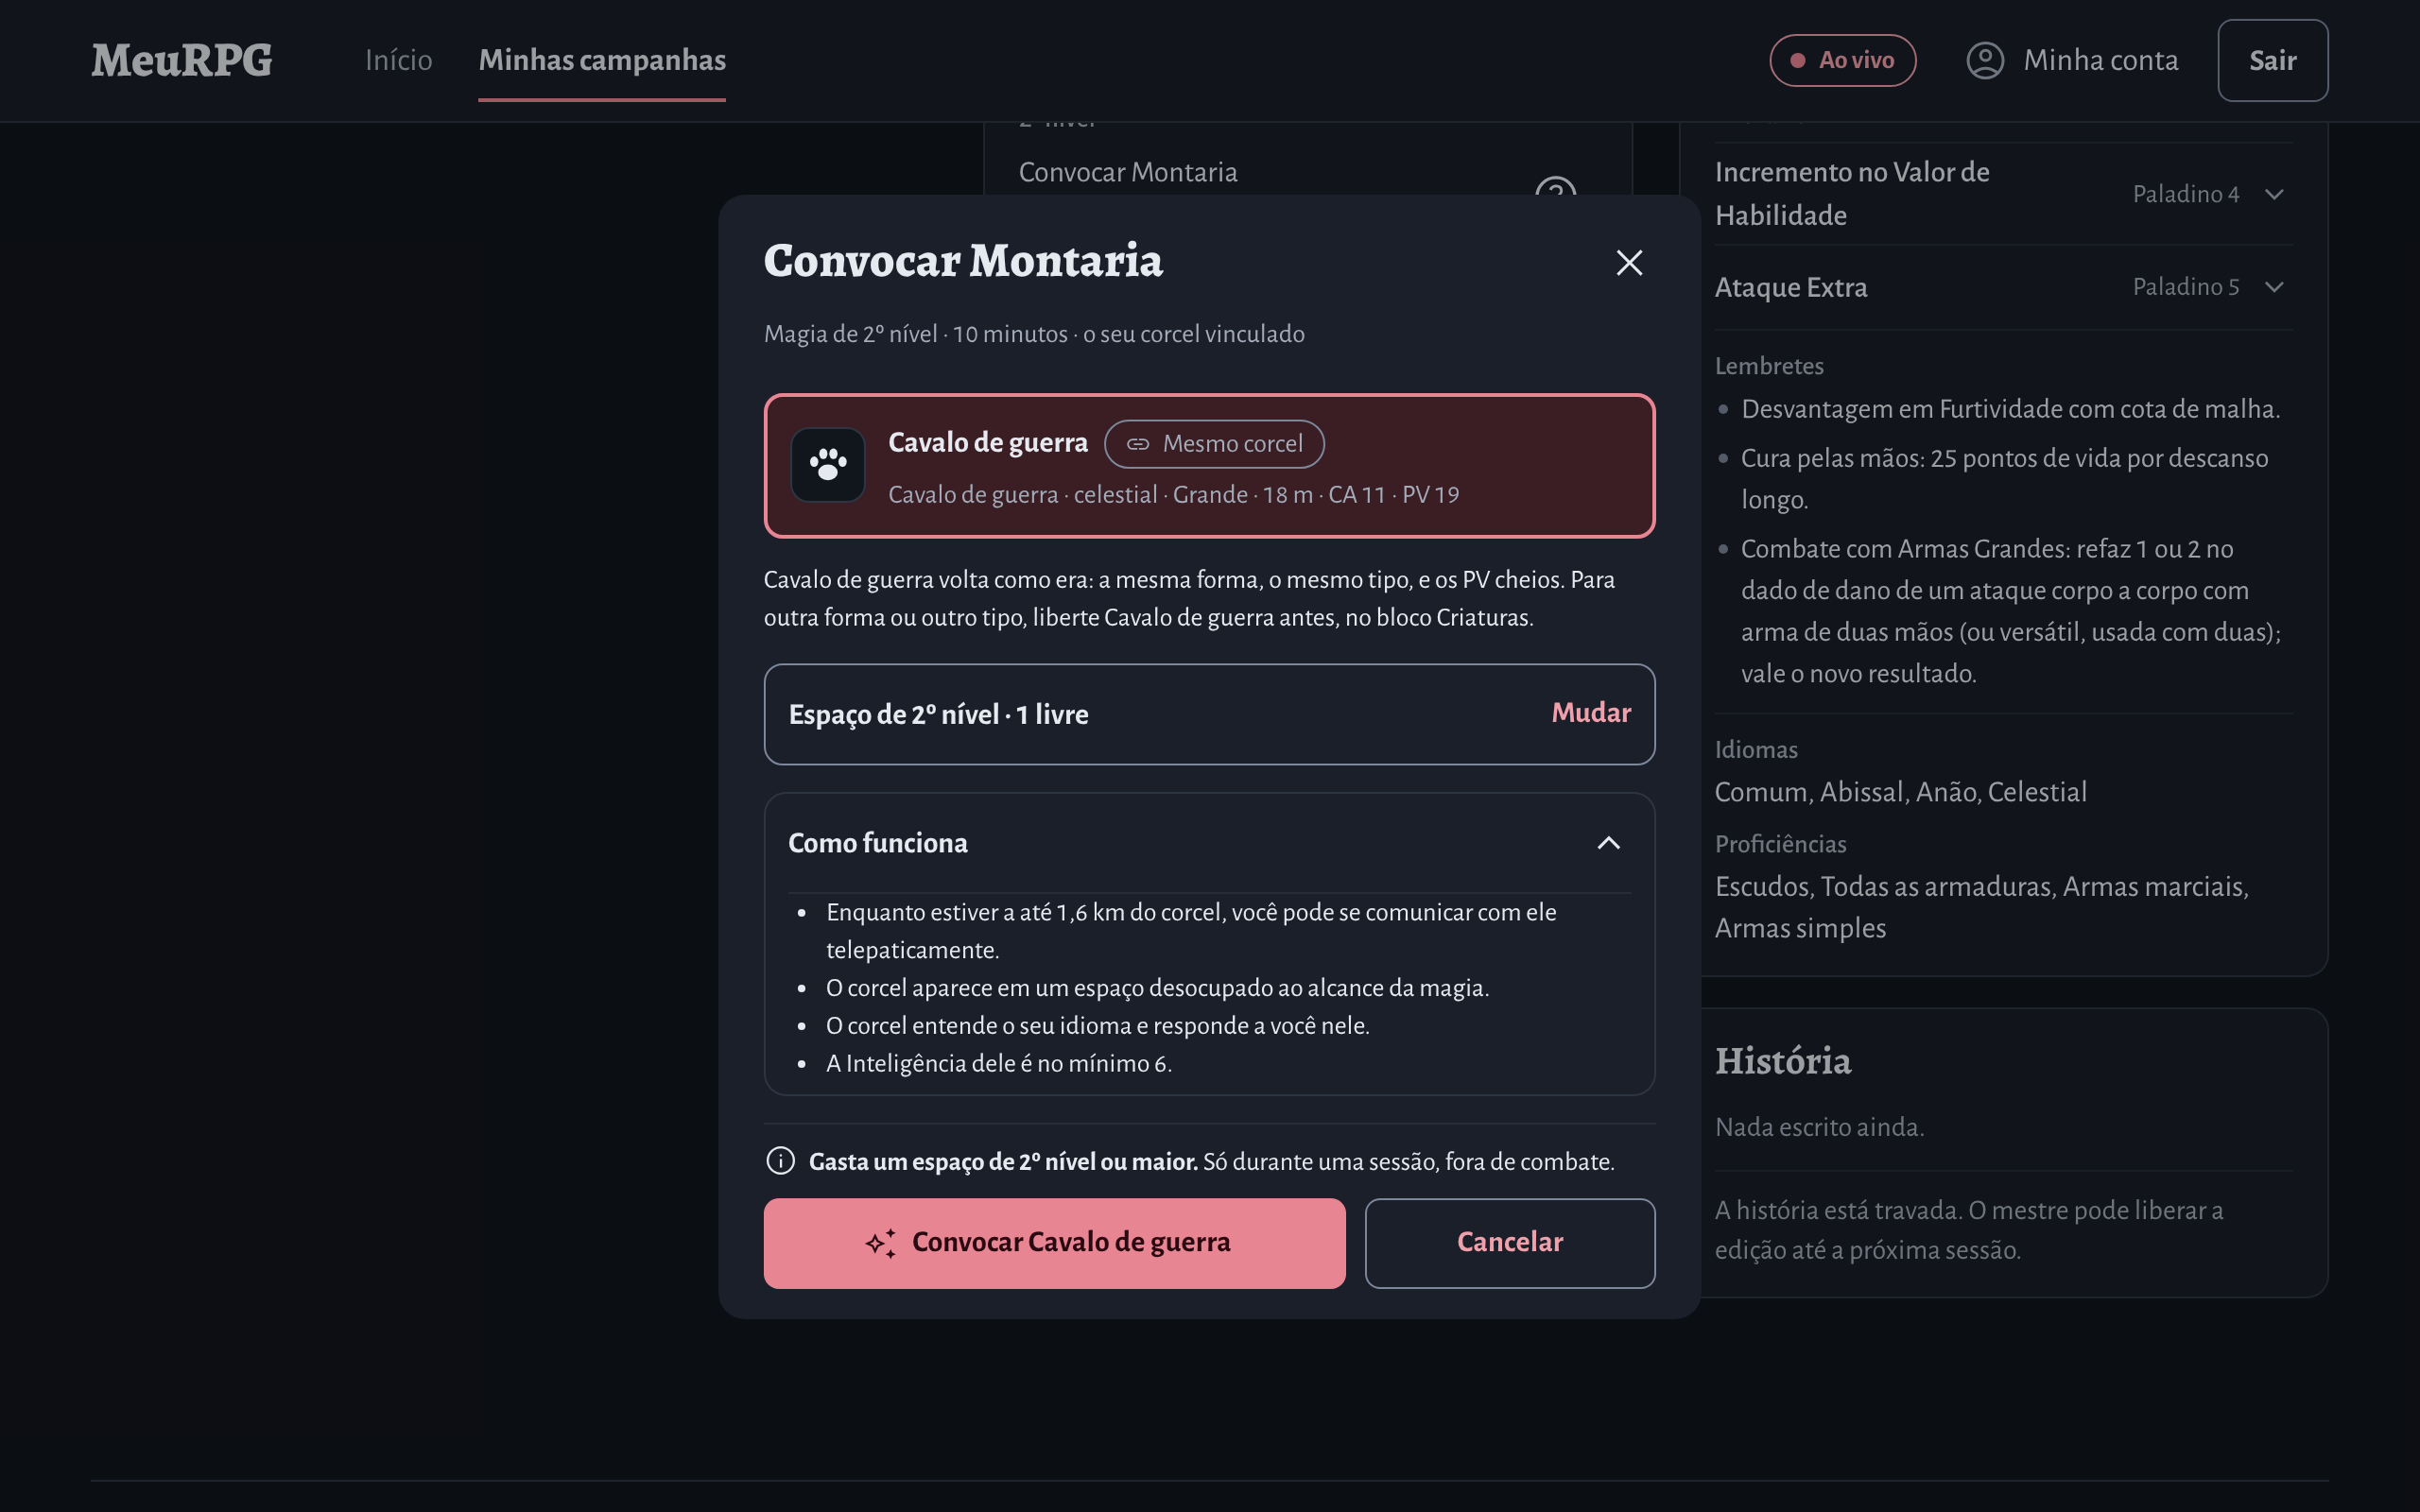 MeuRPG
Início
Minhas campanhas
Ao vivo
Minha conta
Sair
Convocar Montaria
Convocar Montaria
Magia de 2º nível · 10 minutos · o seu corcel vinculado
Cavalo de guerra
Mesmo corcel
Cavalo de guerra · celestial · Grande · 18 m · CA 11 · PV 19
Cavalo de guerra volta como era: a mesma forma, o mesmo tipo, e os PV cheios. Para
outra forma ou outro tipo, liberte Cavalo de guerra antes, no bloco Criaturas.
Espaço de 2º nível · 1 livre
Mudar
Como funciona
Enquanto estiver a até 1,6 km do corcel, você pode se comunicar com ele
telepaticamente.
O corcel aparece em um espaço desocupado ao alcance da magia.
O corcel entende o seu idioma e responde a você nele.
A Inteligência dele é no mínimo 6.
Gasta um espaço de 2º nível ou maior. Só durante uma sessão, fora de combate.
Convocar Cavalo de guerra
Cancelar
Incremento no Valor de
Habilidade
Paladino 4
Ataque Extra
Paladino 5
Lembretes
Desvantagem em Furtividade com cota de malha.
Cura pelas mãos: 25 pontos de vida por descanso
longo.
Combate com Armas Grandes: refaz 1 ou 2 no
dado de dano de um ataque corpo a corpo com
arma de duas mãos (ou versátil, usada com duas);
vale o novo resultado.
Idiomas
Comum, Abissal, Anão, Celestial
Proficiências
Escudos, Todas as armaduras, Armas marciais,
Armas simples
História
Nada escrito ainda.
A história está travada. O mestre pode liberar a
edição até a próxima sessão.